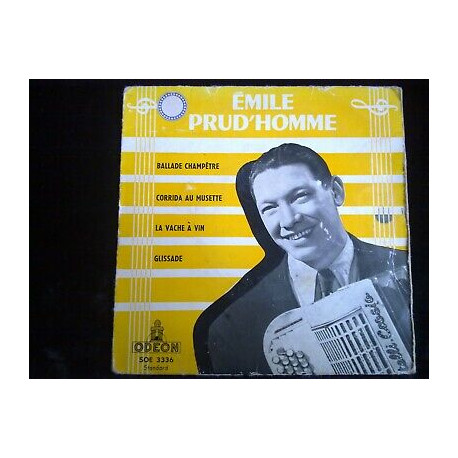 ÉMILE
PRUD'HOMME
BALLADE CHAMPÊTRE
CORRIDA AU MUSETTE
LA VACHE À VIN
GLISSADE
ODEON
SOE 3336
Standard